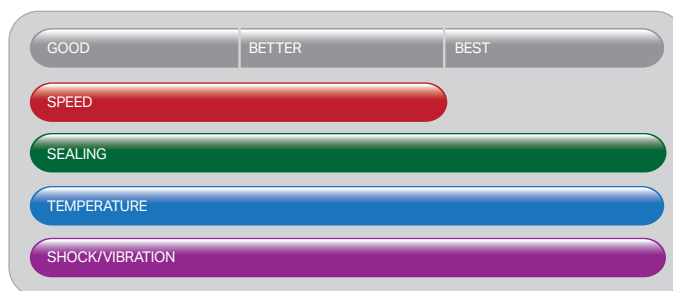 GOOD BETTER BEST
SPEED
SEALING
TEMPERATURE
SHOCK/VIBRATION